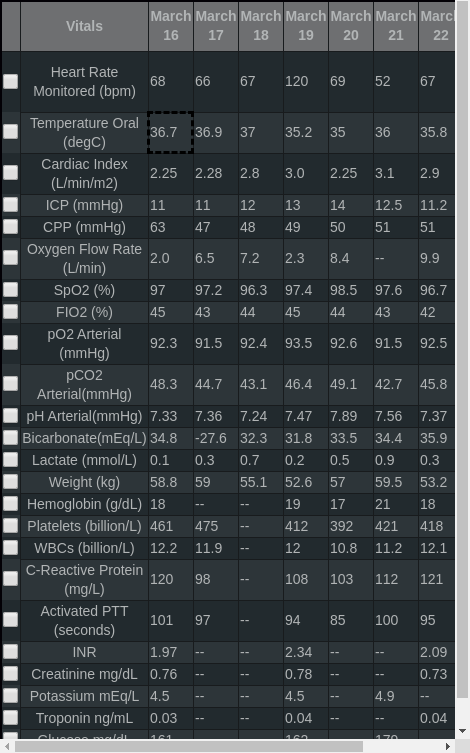 Vitals March 16 March 17 March 18 March 19 March 20 March 21 March 22
Heart Rate Monitored (bpm) 68 66 67 120 69 52 67
Temperature Oral (degC) 36.7 36.9 37 35.2 35 36 35.8
Cardiac Index (L/min/m2) 2.25 2.28 2.8 3.0 2.25 3.1 2.9
ICP (mmHg) 11 11 12 13 14 12.5 11.2
CPP (mmHg) 63 47 48 49 50 51 51
Oxygen Flow Rate (L/min) 2.0 6.5 7.2 2.3 8.4 -- 9.9
SpO2 (%) 97 97.2 96.3 97.4 98.5 97.6 96.7
FIO2 (%) 45 43 44 45 44 43 42
pO2 Arterial (mmHg) 92.3 91.5 92.4 93.5 92.6 91.5 92.5
pCO2 Arterial(mmHg) 48.3 44.7 43.1 46.4 49.1 42.7 45.8
pH Arterial(mmHg) 7.33 7.36 7.24 7.47 7.89 7.56 7.37
Bicarbonate(mEq/L) 34.8 -27.6 32.3 31.8 33.5 34.4 35.9
Lactate (mmol/L) 0.1 0.3 0.7 0.2 0.5 0.9 0.3
Weight (kg) 58.8 59 55.1 52.6 57 59.5 53.2
Hemoglobin (g/dL) 18 -- -- 19 17 21 18
Platelets (billion/L) 461 475 -- 412 392 421 418
WBCs (billion/L) 12.2 11.9 -- 12 10.8 11.2 12.1
C-Reactive Protein (mg/L) 120 98 -- 108 103 112 121
Activated PTT (seconds) 101 97 -- 94 85 100 95
INR 1.97 -- -- 2.34 -- -- 2.09
Creatinine mg/dL 0.76 -- -- 0.78 -- -- 0.73
Potassium mEq/L 4.5 -- -- 4.5 -- 4.9 --
Troponin ng/mL 0.03 -- -- 0.04 -- -- 0.04
Glucose mg/dL 161 -- -- 162 -- 170 --